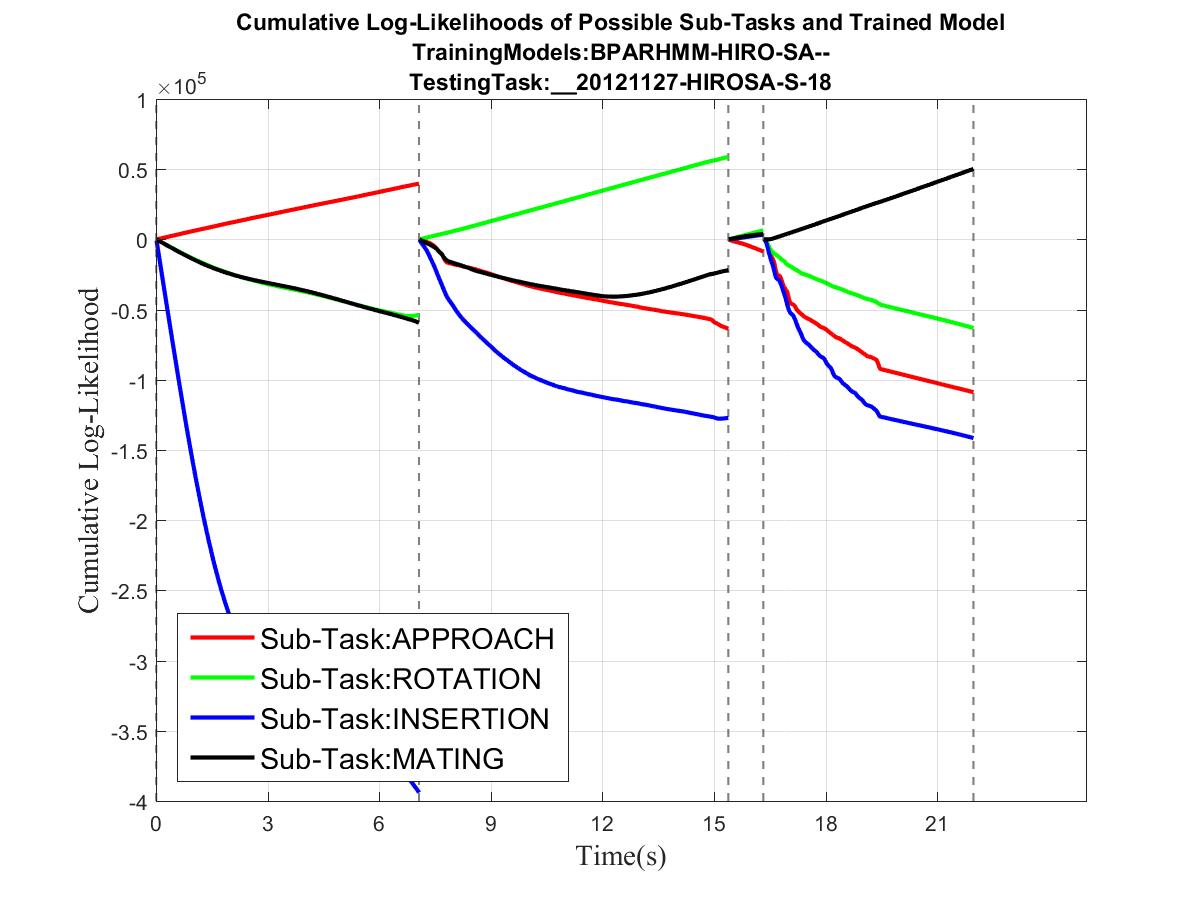 Cumulative Log-Likelihoods of Possible Sub-Tasks and Trained Model
TrainingModels:BPARHMM-HIRO-SA--
TestingTask:__20121127-HIROSA-S-18
×10^5
1
0.5
0
-0.5
-1
-1.5
-2
-2.5
-3
-3.5
-4
Cumulative Log-Likelihood
Sub-Task:APPROACH
Sub-Task:ROTATION
Sub-Task:INSERTION
Sub-Task:MATING
0 3 6 9 12 15 18 21
Time(s)